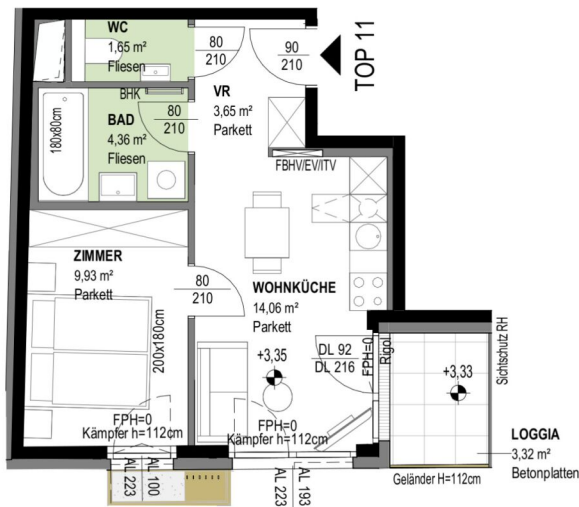 WC
1,65 m²
Fliesen
80
210
90
210
TOP 11
BHK
VR
3,65 m²
Parkett
180x80cm
BAD
4,36 m²
Fliesen
80
210
FBHV/EV/ITV
ZIMMER
9,93 m²
Parkett
80
210
WOHNKÜCHE
14,06 m²
Parkett
200x180cm
+3,35
DL 92
DL 216
FPH=0
Rigol
+3,33
Sichtschutz RH
FPH=0
Kämpfer h=112cm
FPH=0
Kämpfer h=112cm
LOGGIA
3,32 m²
Betonplatten
Geländer H=112cm
AL 100
AL 223
AL 193
AL 223